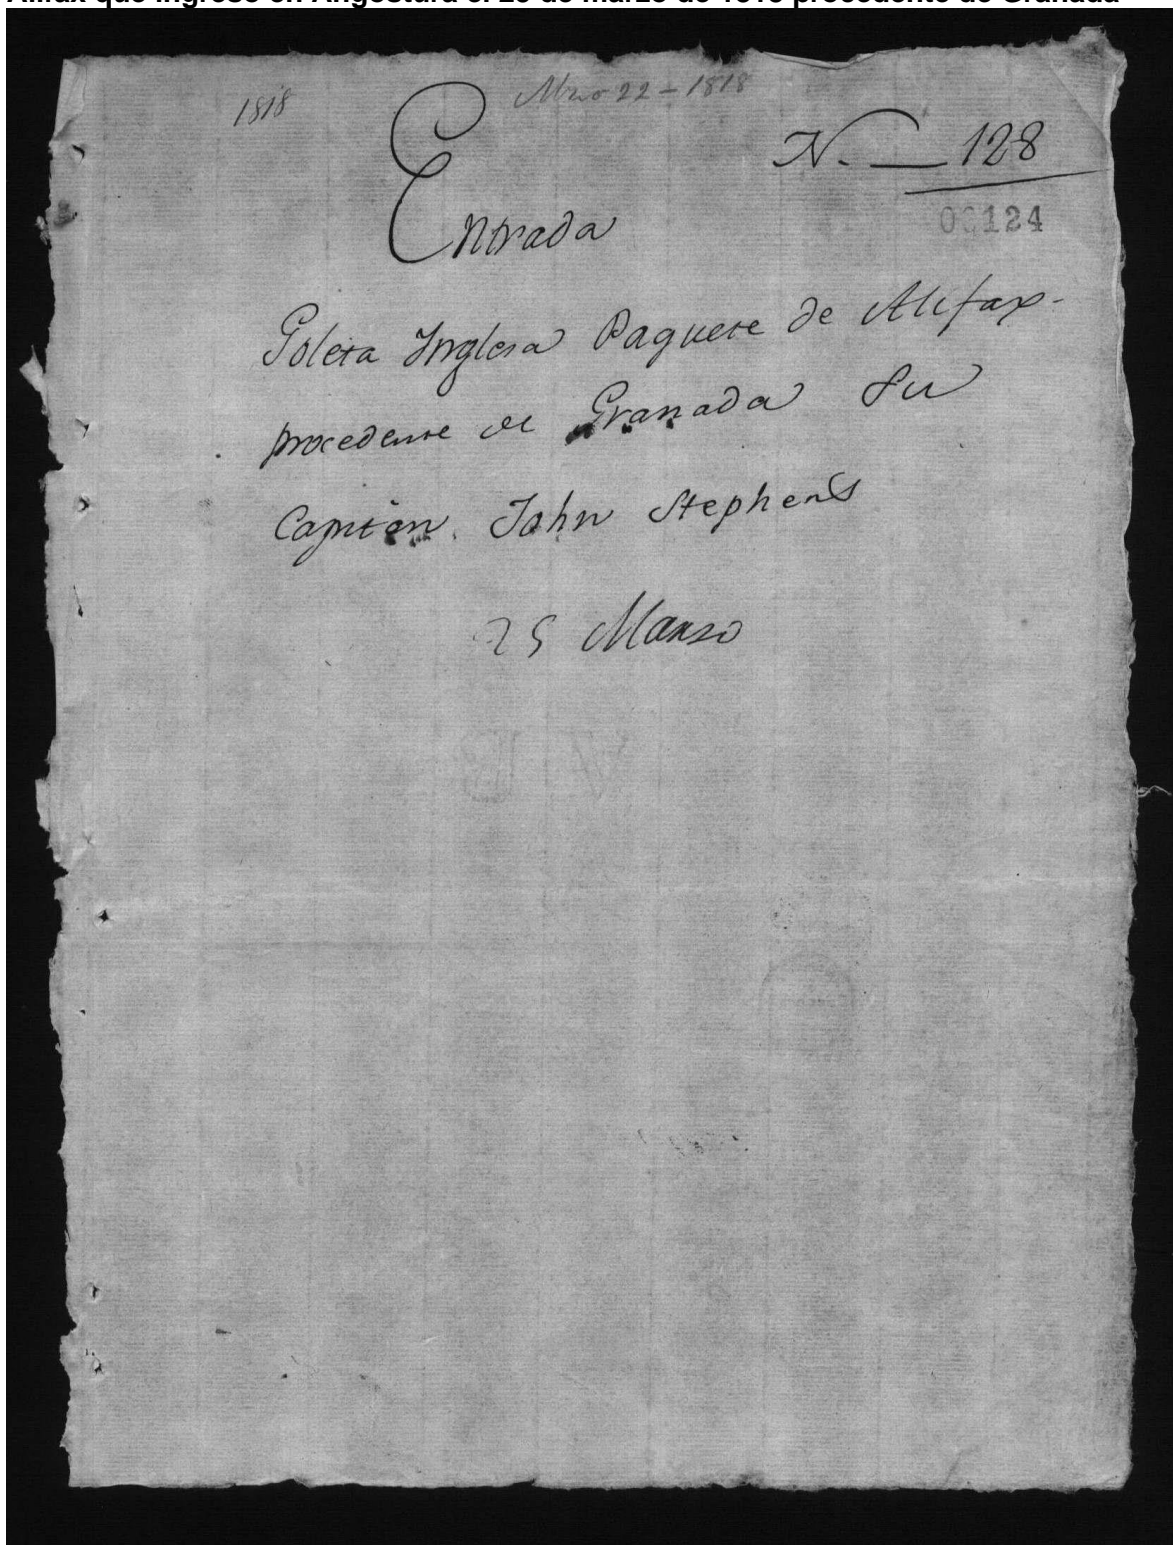 Alifax que ingresó en Angostura el 25 de marzo de 1818 procedente de Granada
1818
Mzo 22 - 1818
N. — 128
00124
Entrada
Goleta Inglesa Paquete de Alifax-
procedente de Granada Su
Capitan John Stephens
25 Marzo